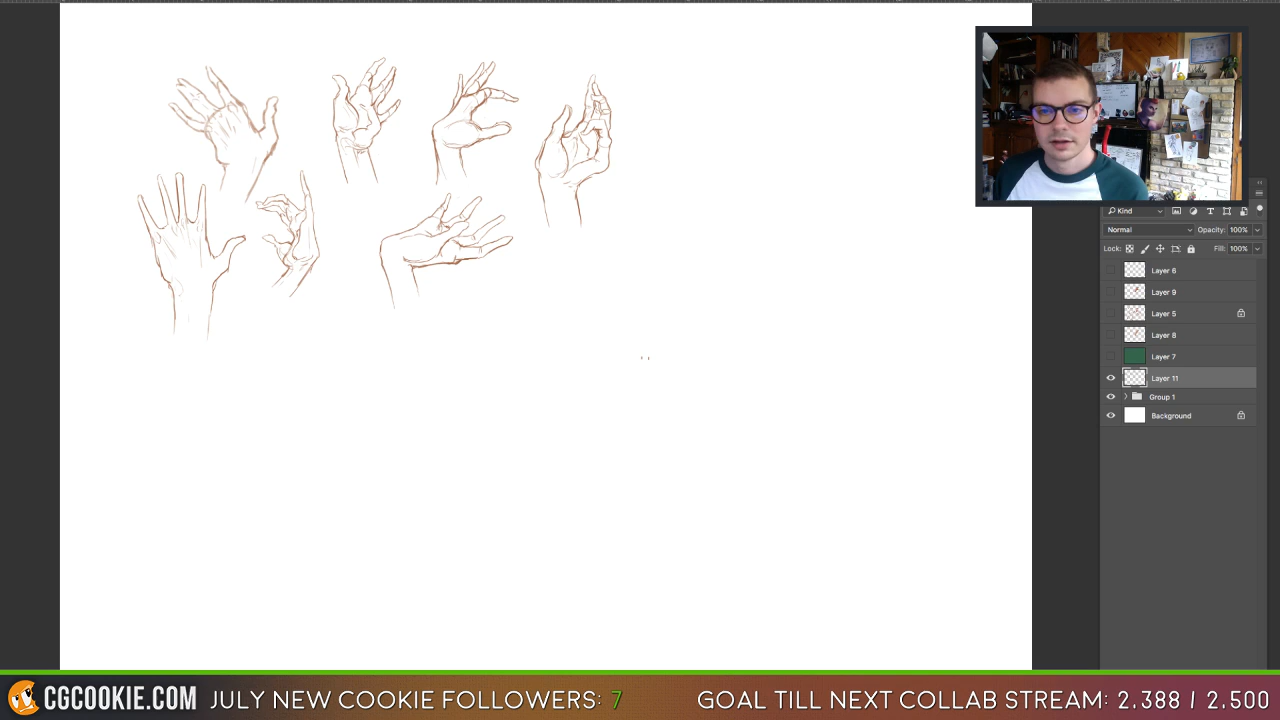 Kind
Normal
Opacity: 100%
Lock:
Fill: 100%
Layer 6
Layer 9
Layer 5
Layer 8
Layer 7
Layer 11
Group 1
Background
CGCOOKIE.COM
JULY NEW COOKIE FOLLOWERS: 7
GOAL TILL NEXT COLLAB STREAM: 2.388 / 2.500